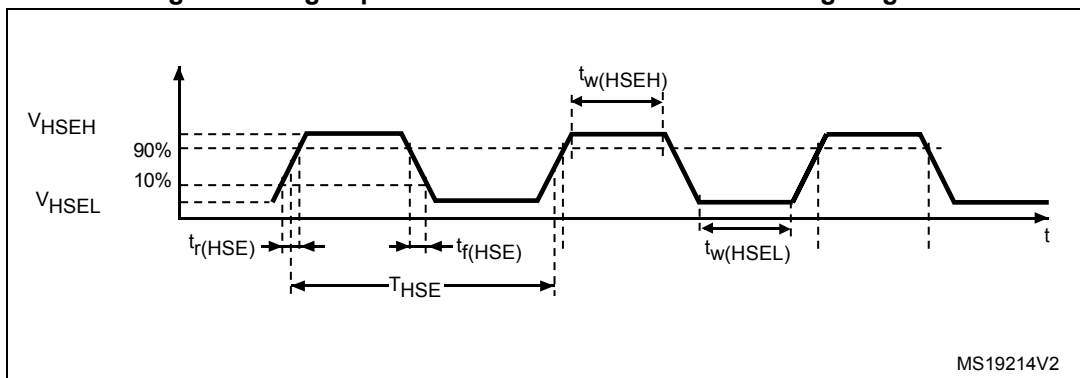 tw(HSEH)
VHSEH
90%
10%
VHSEL
tr(HSE)
tf(HSE)
tw(HSEL)
t
THSE
MS19214V2